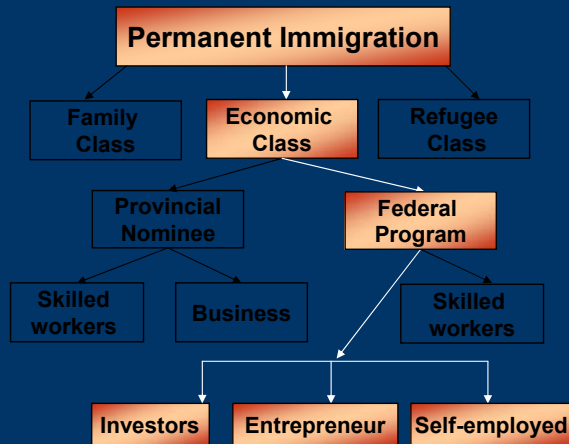 Permanent Immigration
Family
Class
Economic
Class
Refugee
Class
Provincial
Nominee
Federal
Program
Skilled
workers
Business
Skilled
workers
Investors
Entrepreneur
Self-employed